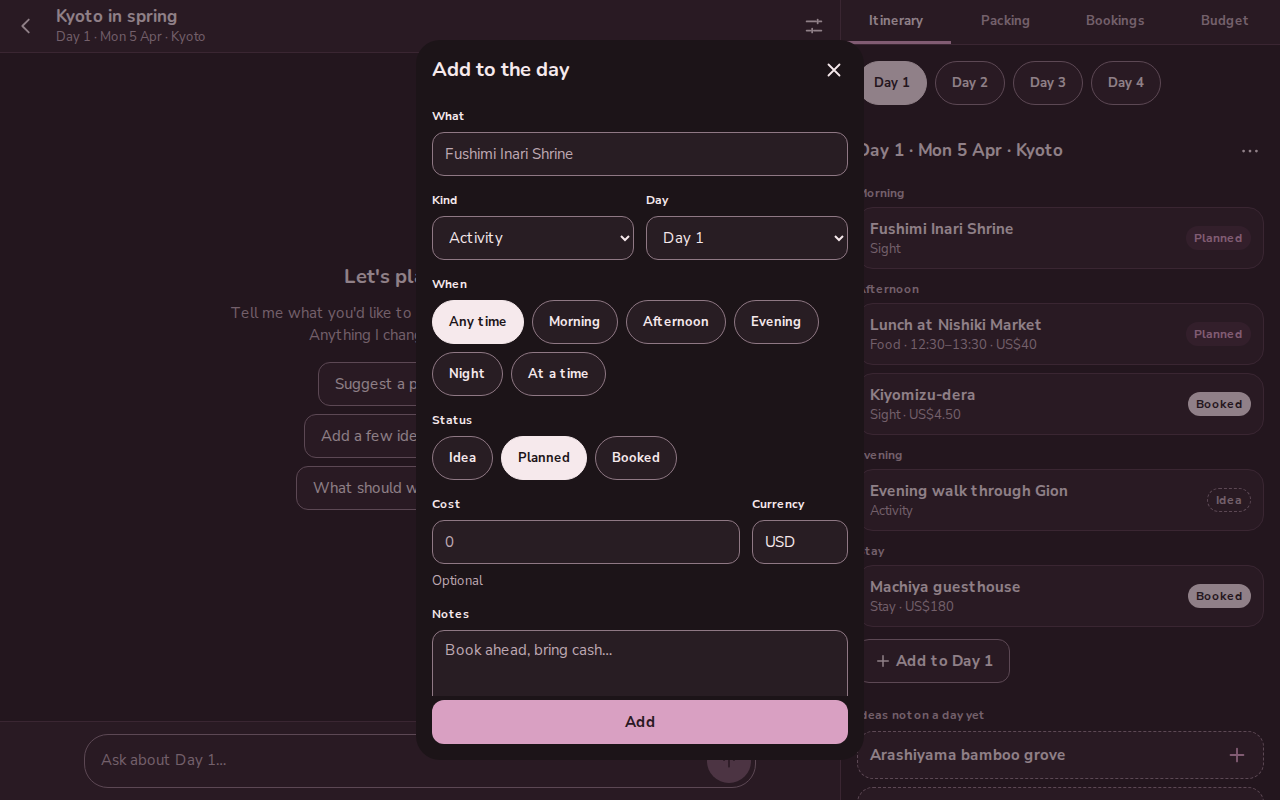 Kyoto in spring
Day 1 · Mon 5 Apr · Kyoto
Itinerary
Packing
Bookings
Budget
Day 1
Day 2
Day 3
Day 4
Add to the day
What
Fushimi Inari Shrine
Kind
Day
Activity
Day 1
When
Any time
Morning
Afternoon
Evening
Night
At a time
Status
Idea
Planned
Booked
Cost
Currency
0
USD
Optional
Notes
Book ahead, bring cash...
Add
Let's pl
Tell me what you'd like to
Anything I chang
Suggest a p
Add a few ide
What should w
Ask about Day 1...
Day 1 · Mon 5 Apr · Kyoto
Morning
Fushimi Inari Shrine
Sight
Planned
Afternoon
Lunch at Nishiki Market
Food · 12:30–13:30 · US$40
Planned
Kiyomizu-dera
Sight · US$4.50
Booked
vening
Evening walk through Gion
Activity
Idea
tay
Machiya guesthouse
Stay · US$180
Booked
+ Add to Day 1
deas not on a day yet
Arashiyama bamboo grove